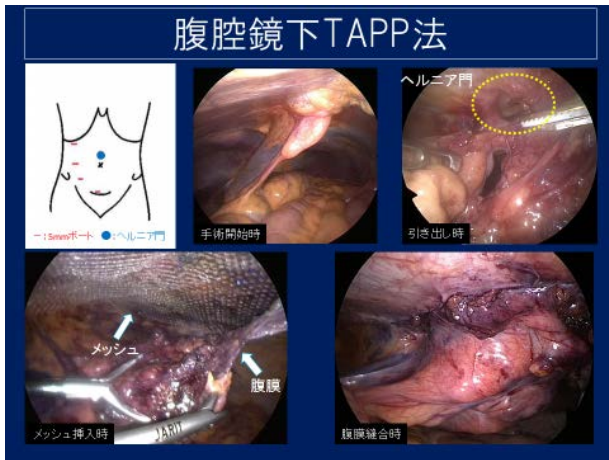 腹腔鏡下TAPP法
ー:5mmポート ●:ヘルニア門
手術開始時
ヘルニア門
引き出し時
メッシュ
腹膜
JARIT
メッシュ挿入時
腹膜縫合時